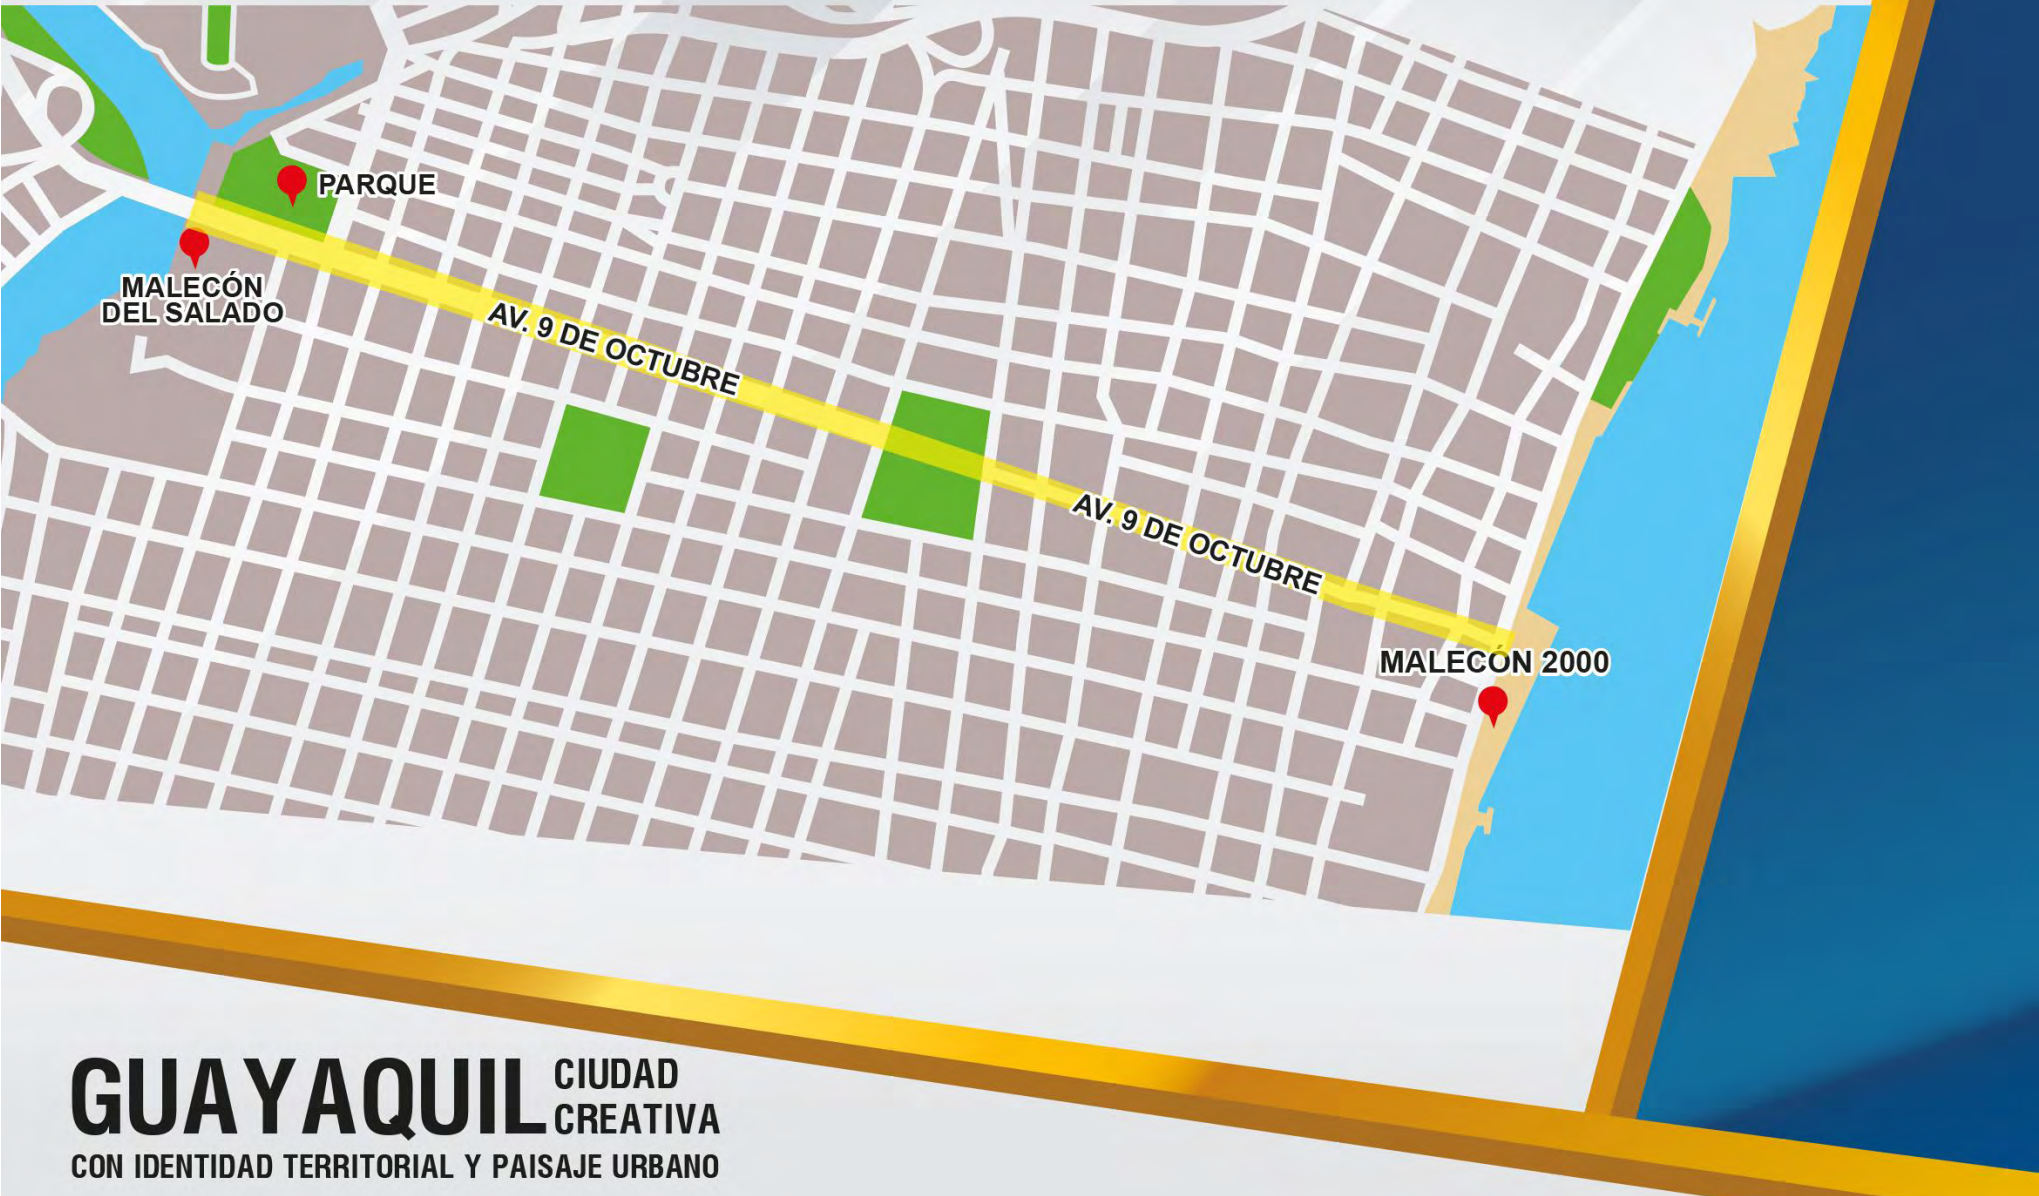 PARQUE
MALECÓN
DEL SALADO
AV. 9 DE OCTUBRE
AV. 9 DE OCTUBRE
MALECÓN 2000
GUAYAQUIL CIUDAD
CREATIVA
CON IDENTIDAD TERRITORIAL Y PAISAJE URBANO